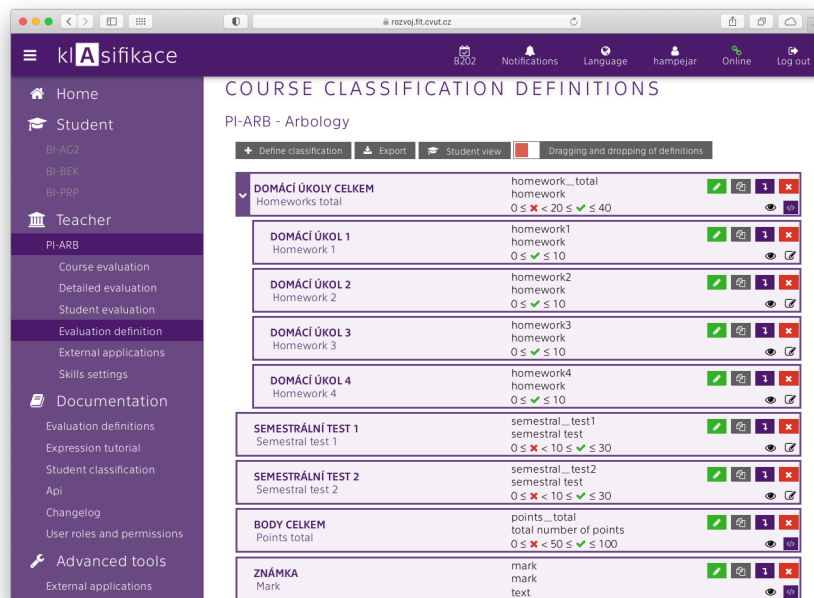 rozvoj.fit.cvut.cz
klAsifikace
B202
Notifications
Language
hampejar
Online
Log out
Home
Student
BI-AG2
BI-BEK
BI-PRP
Teacher
PI-ARB
Course evaluation
Detailed evaluation
Student evaluation
Evaluation definition
External applications
Skills settings
Documentation
Evaluation definitions
Expression tutorial
Student classification
Api
Changelog
User roles and permissions
Advanced tools
External applications
COURSE CLASSIFICATION DEFINITIONS
PI-ARB - Arbology
Define classification
Export
Student view
Dragging and dropping of definitions
DOMÁCÍ ÚKOLY CELKEM
Homeworks total
homework_total
homework
0 ≤ ✖ < 20 ≤ ✔ ≤ 40
DOMÁCÍ ÚKOL 1
Homework 1
homework1
homework
0 ≤ ✔ ≤ 10
DOMÁCÍ ÚKOL 2
Homework 2
homework2
homework
0 ≤ ✔ ≤ 10
DOMÁCÍ ÚKOL 3
Homework 3
homework3
homework
0 ≤ ✔ ≤ 10
DOMÁCÍ ÚKOL 4
Homework 4
homework4
homework
0 ≤ ✔ ≤ 10
SEMESTRÁLNÍ TEST 1
Semestral test 1
semestral_test1
semestral test
0 ≤ ✖ < 10 ≤ ✔ ≤ 30
SEMESTRÁLNÍ TEST 2
Semestral test 2
semestral_test2
semestral test
0 ≤ ✖ < 10 ≤ ✔ ≤ 30
BODY CELKEM
Points total
points_total
total number of points
0 ≤ ✖ < 50 ≤ ✔ ≤ 100
ZNÁMKA
Mark
mark
mark
text